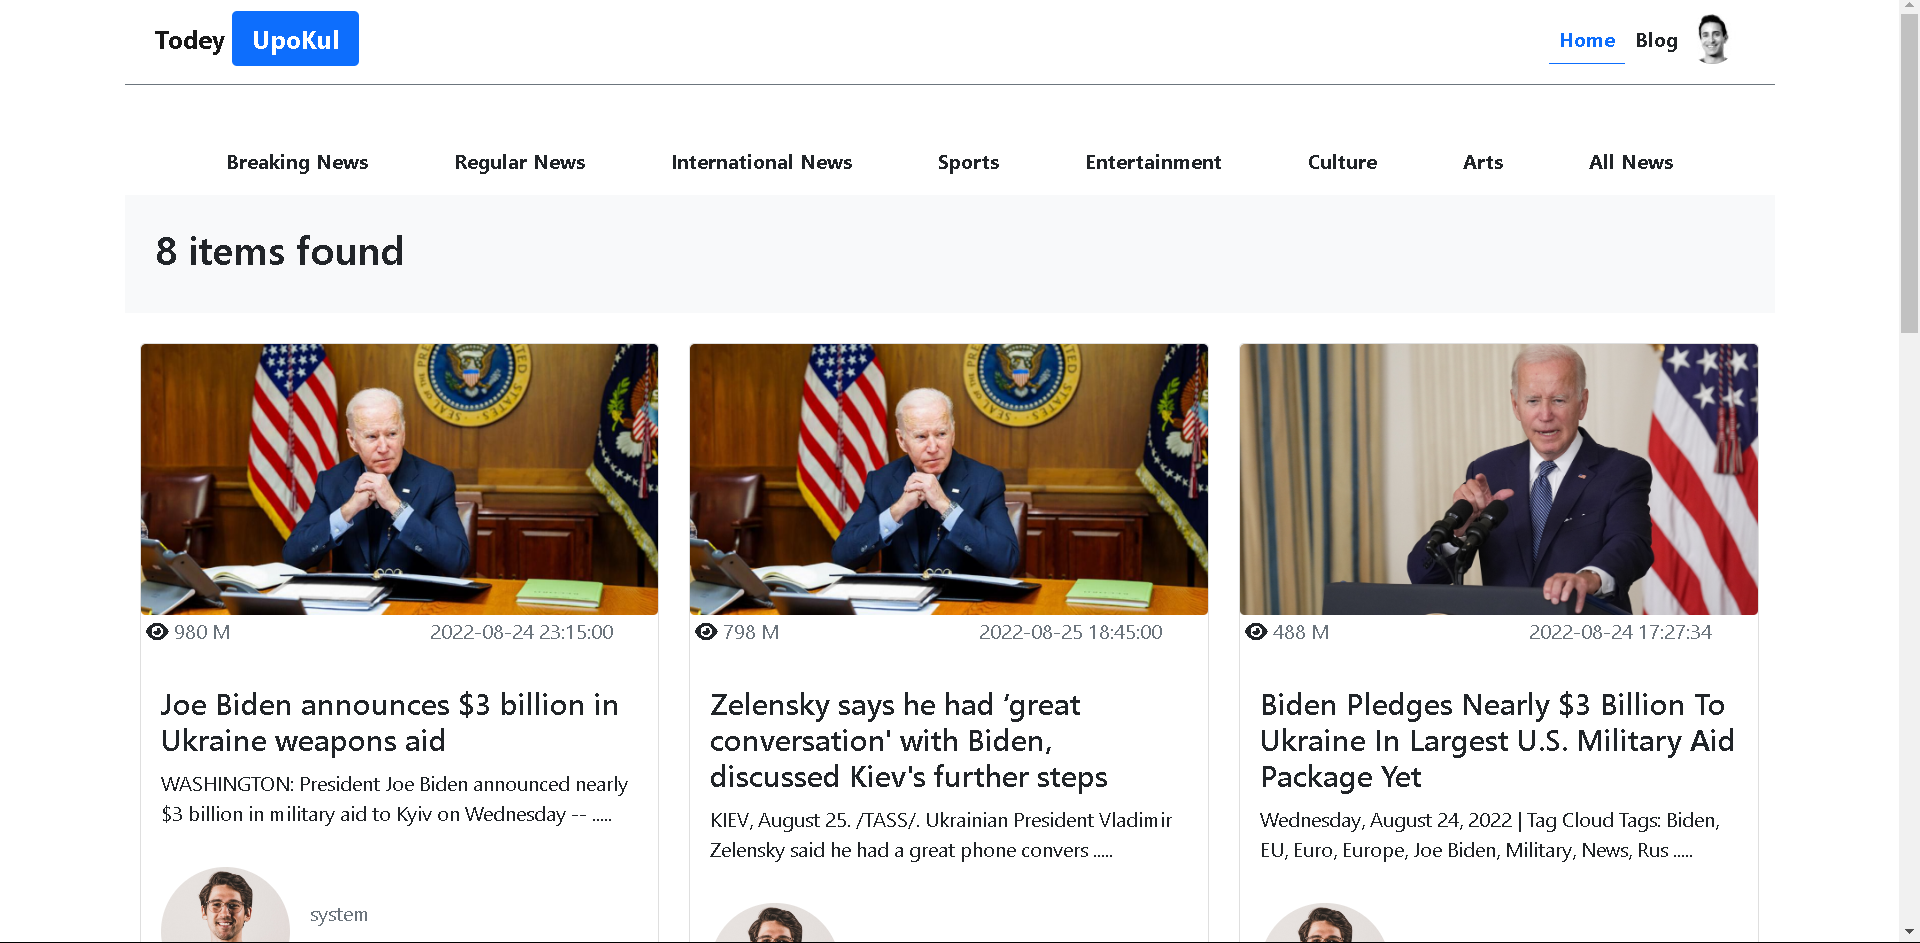 Todey UpoKul
Home Blog
Breaking News Regular News International News Sports Entertainment Culture Arts All News
8 items found
980 M 2022-08-24 23:15:00
Joe Biden announces $3 billion in
Ukraine weapons aid
WASHINGTON: President Joe Biden announced nearly
$3 billion in military aid to Kyiv on Wednesday -- .....
system
798 M 2022-08-25 18:45:00
Zelensky says he had ‘great
conversation' with Biden,
discussed Kiev's further steps
KIEV, August 25. /TASS/. Ukrainian President Vladimir
Zelensky said he had a great phone convers .....
488 M 2022-08-24 17:27:34
Biden Pledges Nearly $3 Billion To
Ukraine In Largest U.S. Military Aid
Package Yet
Wednesday, August 24, 2022 | Tag Cloud Tags: Biden,
EU, Euro, Europe, Joe Biden, Military, News, Rus .....